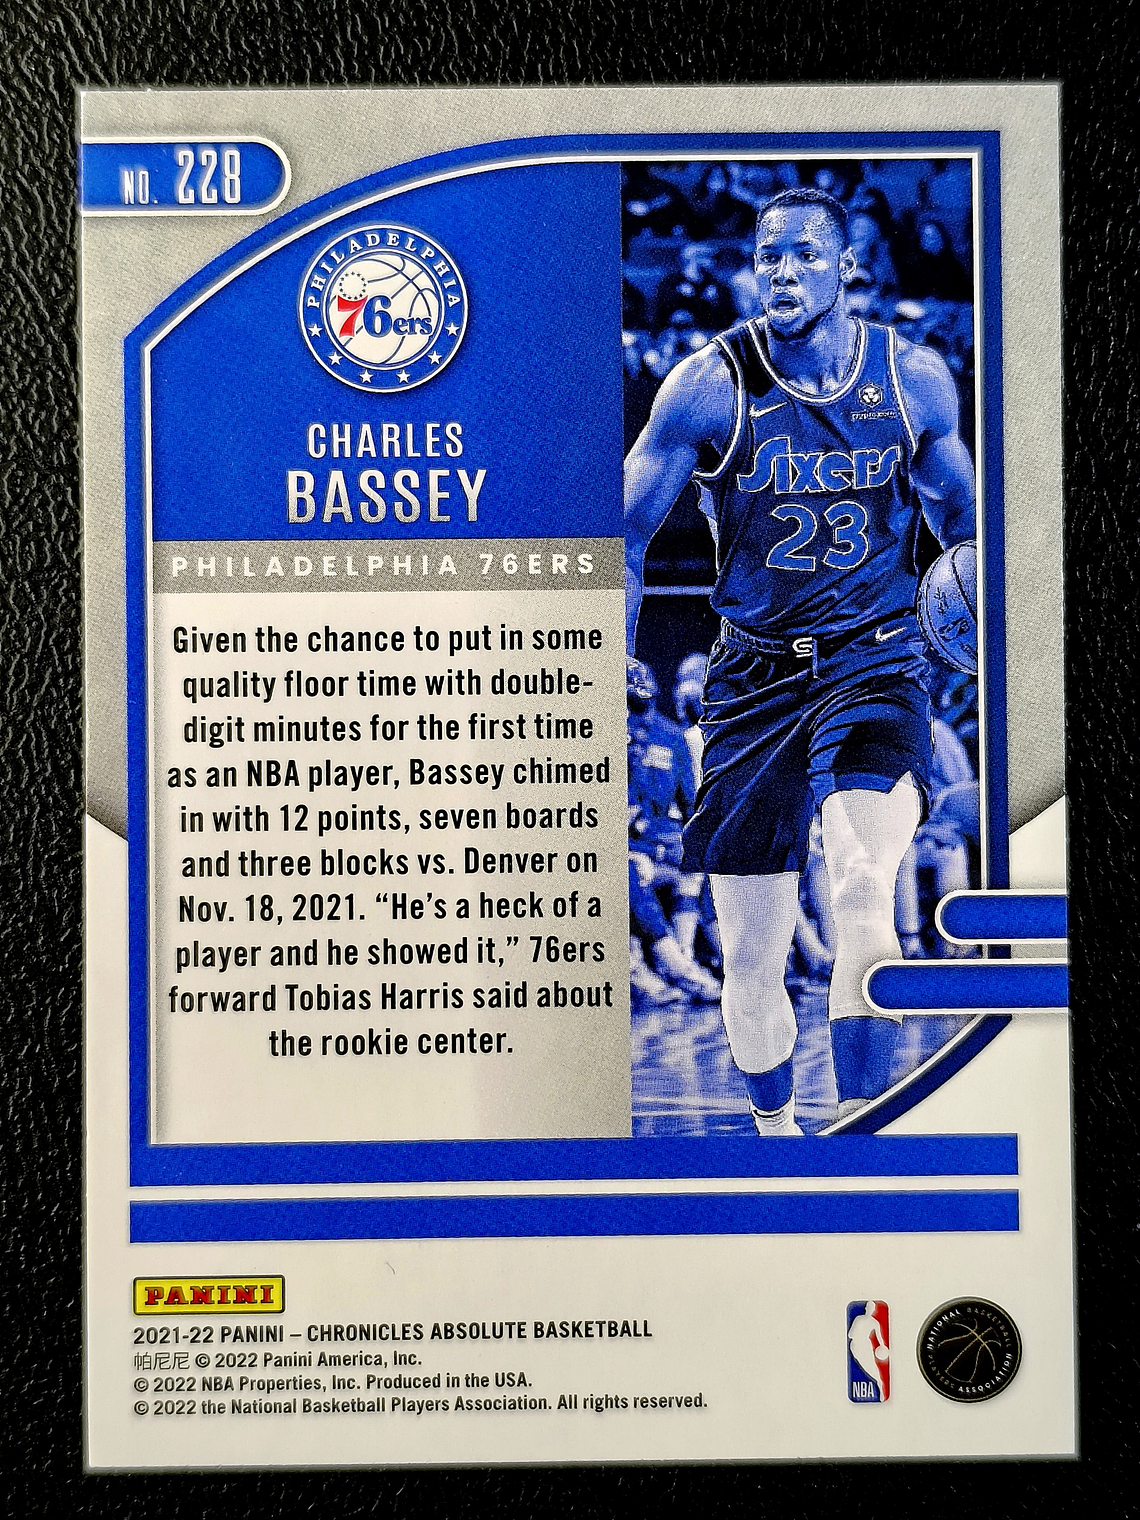 NO. 228
PHILADELPHIA
76ers
CHARLES
BASSEY
PHILADELPHIA 76ERS
Given the chance to put in some
quality floor time with double-
digit minutes for the first time
as an NBA player, Bassey chimed
in with 12 points, seven boards
and three blocks vs. Denver on
Nov. 18, 2021. “He’s a heck of a
player and he showed it,” 76ers
forward Tobias Harris said about
the rookie center.
Sixers
23
PANINI
2021-22 PANINI – CHRONICLES ABSOLUTE BASKETBALL
帕尼尼 © 2022 Panini America, Inc.
© 2022 NBA Properties, Inc. Produced in the USA.
© 2022 the National Basketball Players Association. All rights reserved.
NBA
NATIONAL BASKETBALL
PLAYERS ASSOCIATION